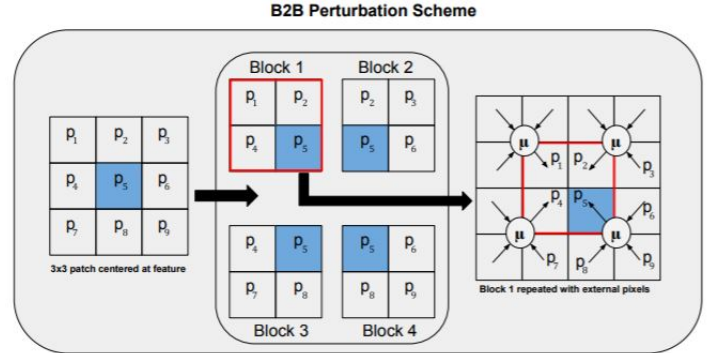 B2B Perturbation Scheme
Block 1 Block 2
p1 p2 p2 p3
p4 p5 p5 p6
p1 p2 p3
p4 p5 p6
p7 p8 p9
3x3 patch centered at feature
p4 p5 p5 p6
p7 p8 p8 p9
Block 3 Block 4
μ μ
p1 p2 p3
p4 p5 p6
μ μ
p7 p8 p9
Block 1 repeated with external pixels